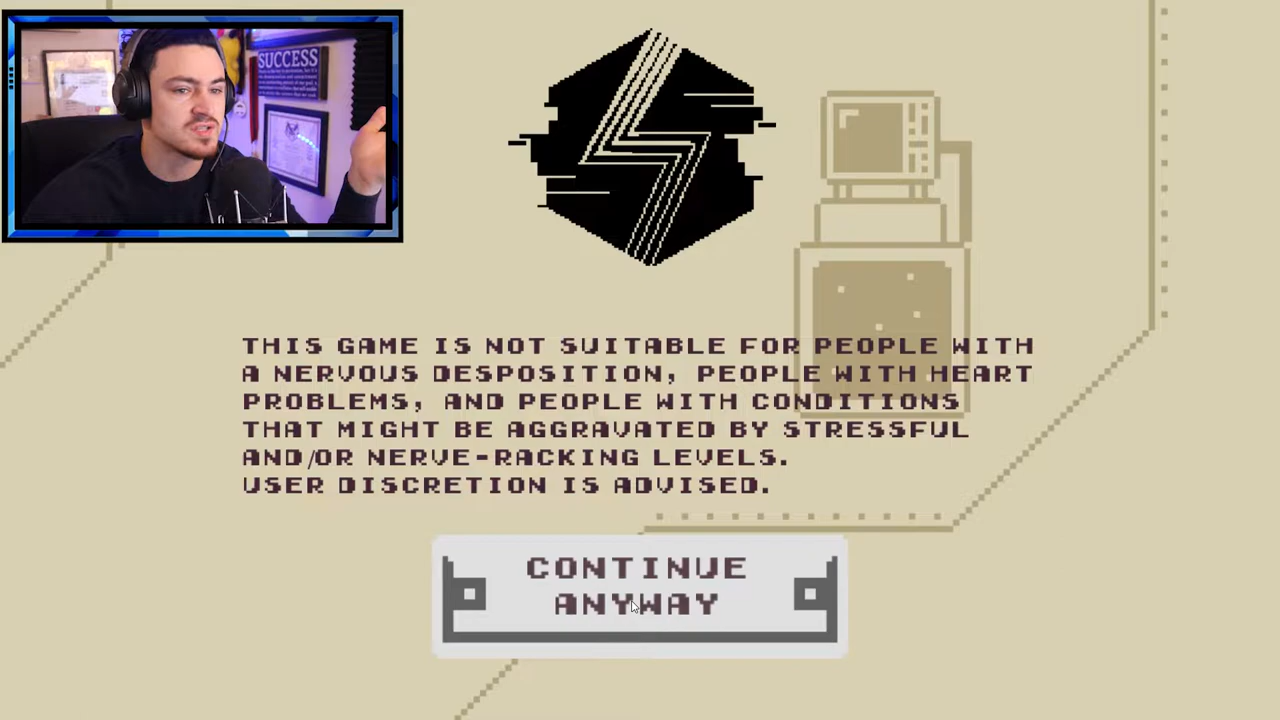 SUCCESS
THIS GAME IS NOT SUITABLE FOR PEOPLE WITH
A NERVOUS DESPOSITION, PEOPLE WITH HEART
PROBLEMS, AND PEOPLE WITH CONDITIONS
THAT MIGHT BE AGGRAVATED BY STRESSFUL
AND/OR NERVE-RACKING LEVELS.
USER DISCRETION IS ADVISED.
CONTINUE
ANYWAY